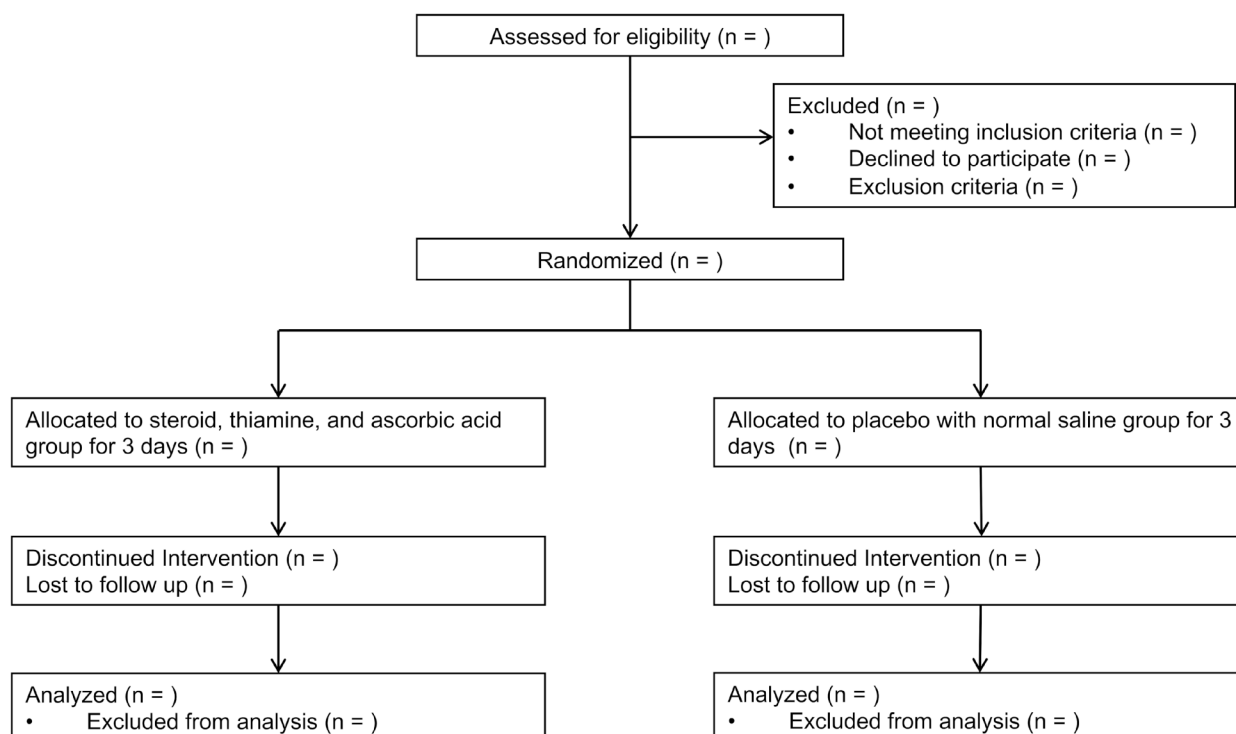 Assessed for eligibility (n = )
Excluded (n = )
• Not meeting inclusion criteria (n = )
• Declined to participate (n = )
• Exclusion criteria (n = )
Randomized (n = )
Allocated to steroid, thiamine, and ascorbic acid
group for 3 days (n = )
Allocated to placebo with normal saline group for 3
days (n = )
Discontinued Intervention (n = )
Lost to follow up (n = )
Discontinued Intervention (n = )
Lost to follow up (n = )
Analyzed (n = )
• Excluded from analysis (n = )
Analyzed (n = )
• Excluded from analysis (n = )